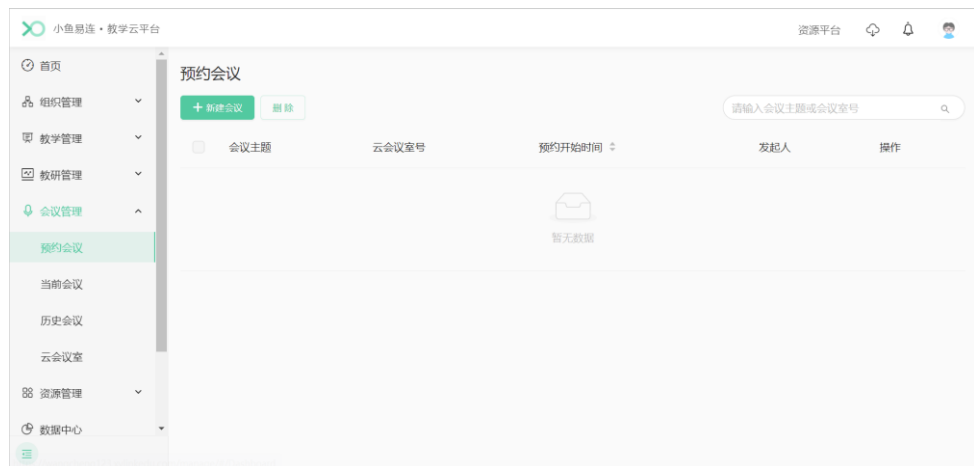 小鱼易连·教学云平台
资源平台
首页
组织管理
教学管理
教研管理
会议管理
预约会议
当前会议
历史会议
云会议室
资源管理
数据中心
预约会议
+ 新建会议 删 除
请输入会议主题或会议室号
会议主题 云会议室号 预约开始时间 发起人 操作
暂无数据